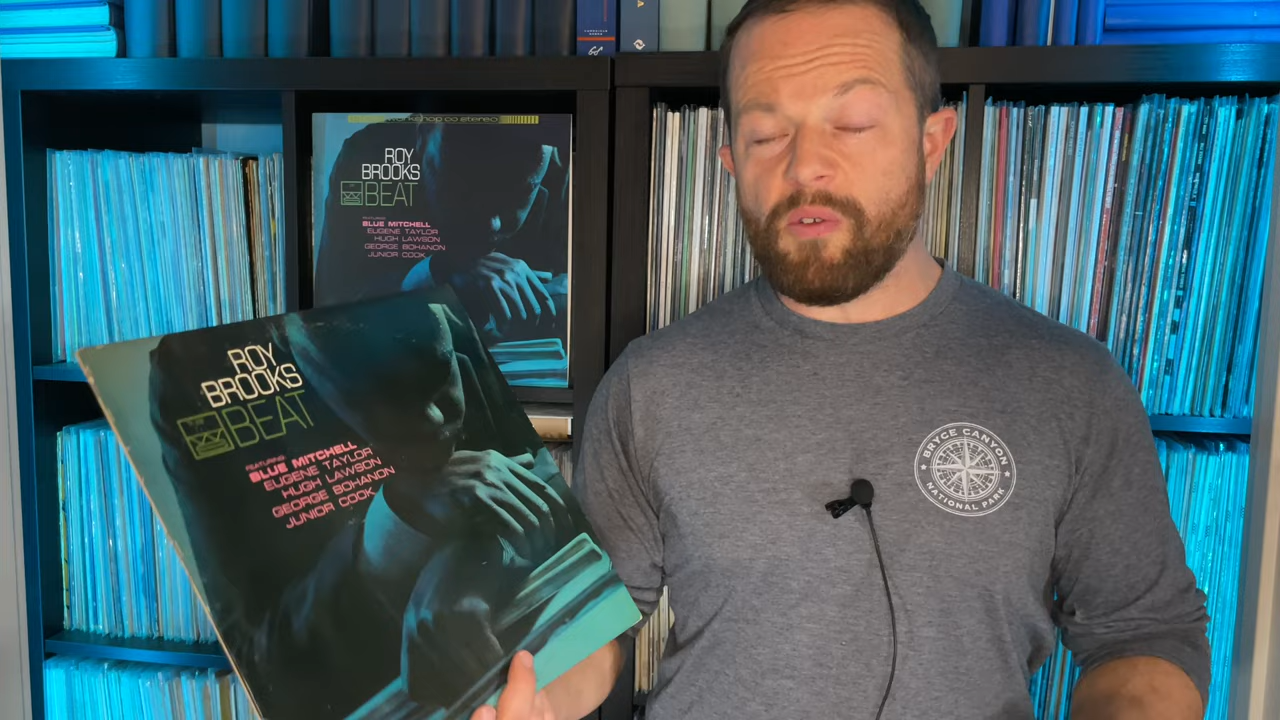 workshop co stereo
ROY
BROOKS
BEAT
FEATURING
BLUE MITCHELL
EUGENE TAYLOR
HUGH LAWSON
GEORGE BOHANON
JUNIOR COOK
ROY
BROOKS
BEAT
FEATURING
BLUE MITCHELL
EUGENE TAYLOR
HUGH LAWSON
GEORGE BOHANON
JUNIOR COOK
BRYCE CANYON
NATIONAL PARK